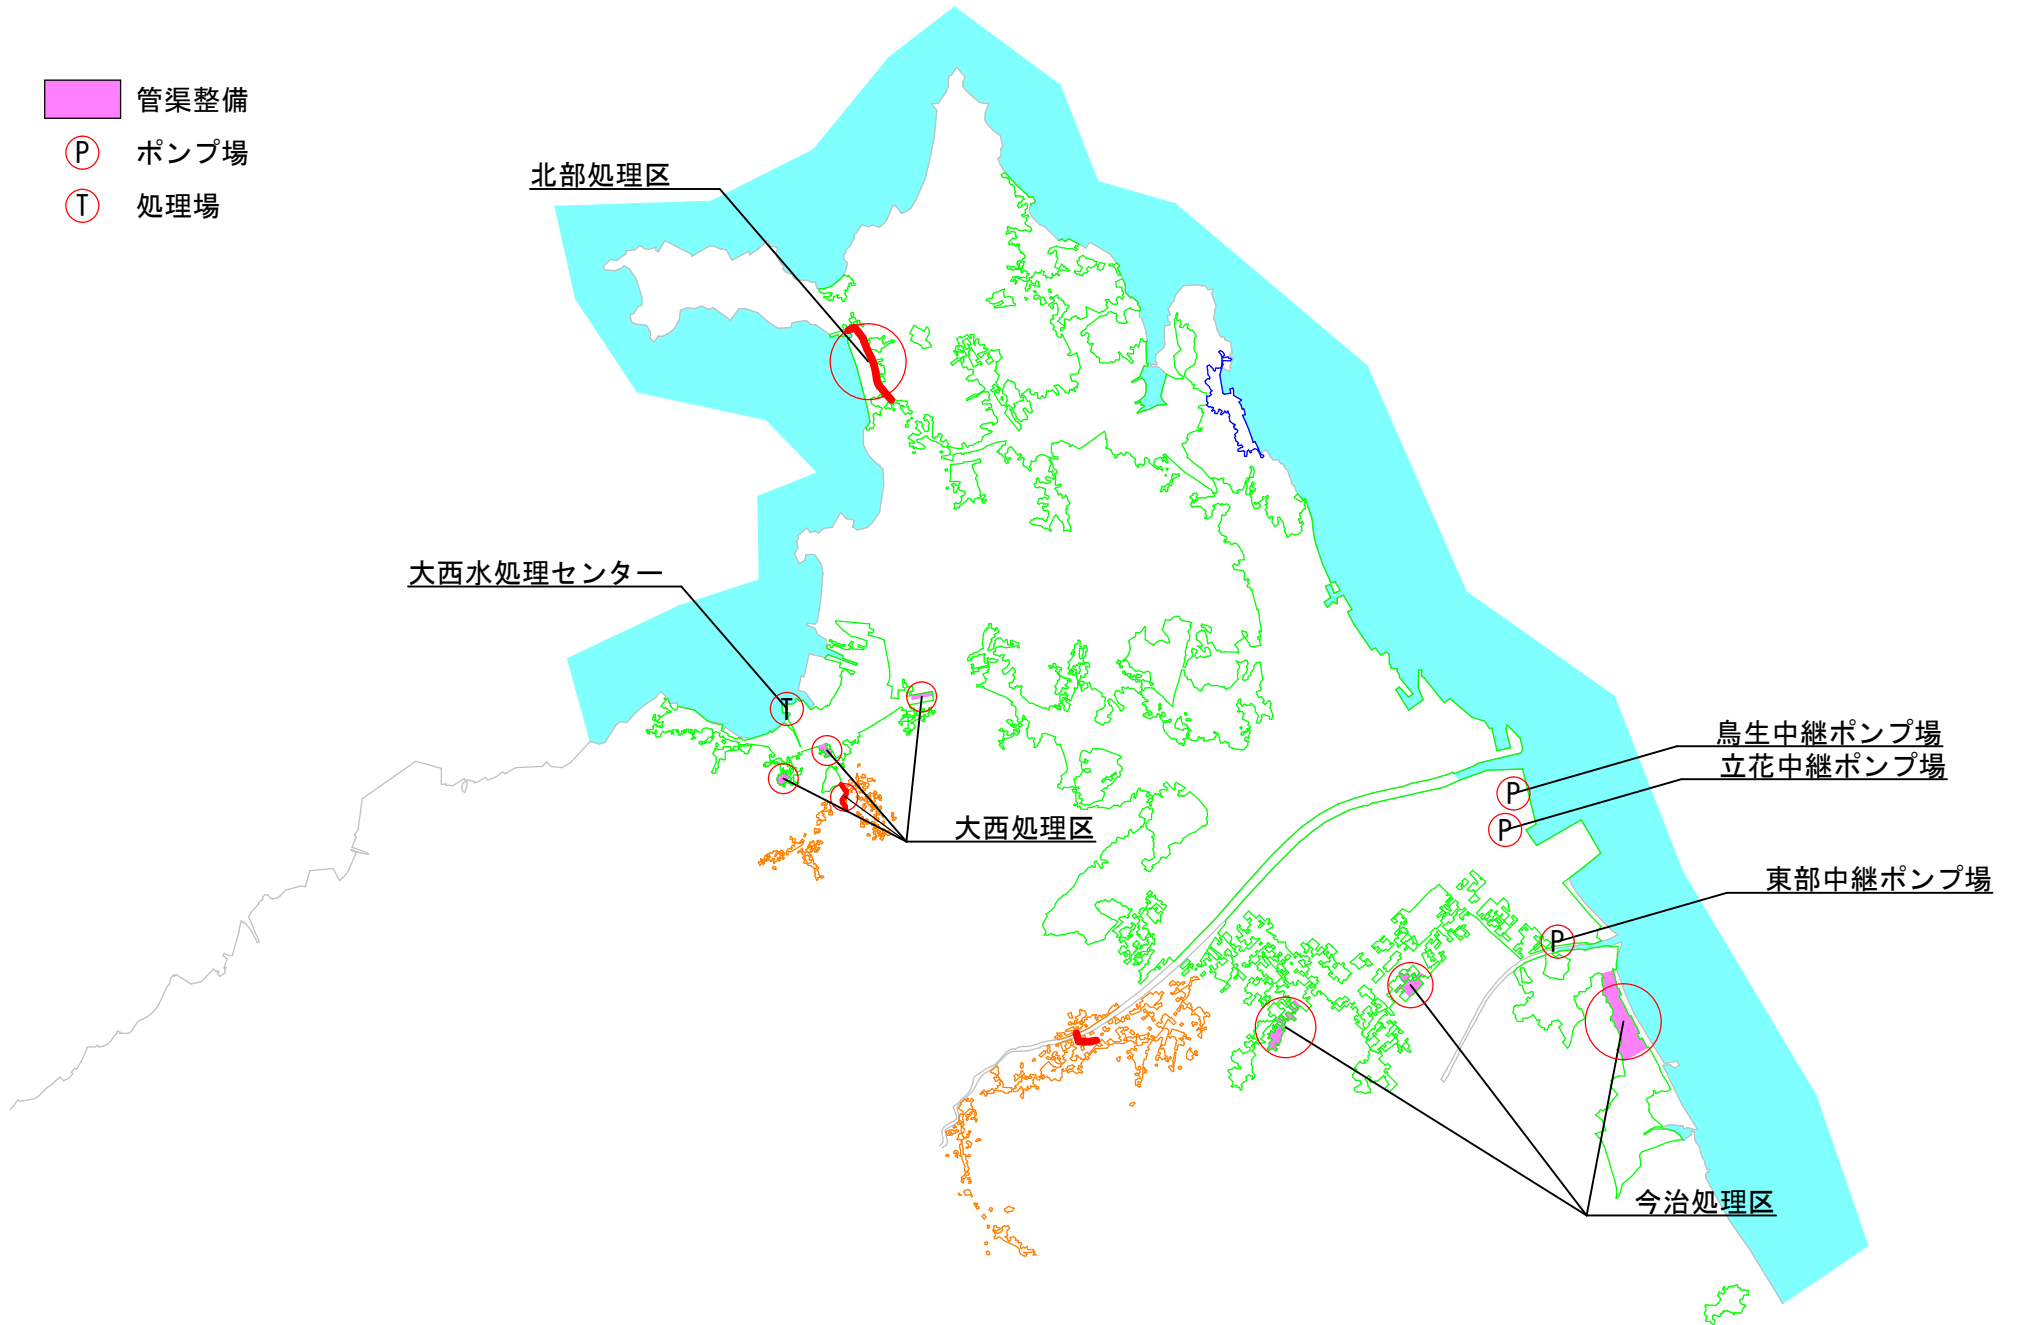 管渠整備
P ポンプ場
T 処理場
北部処理区
大西水処理センター
T
鳥生中継ポンプ場
立花中継ポンプ場
P
P
大西処理区
東部中継ポンプ場
P
今治処理区